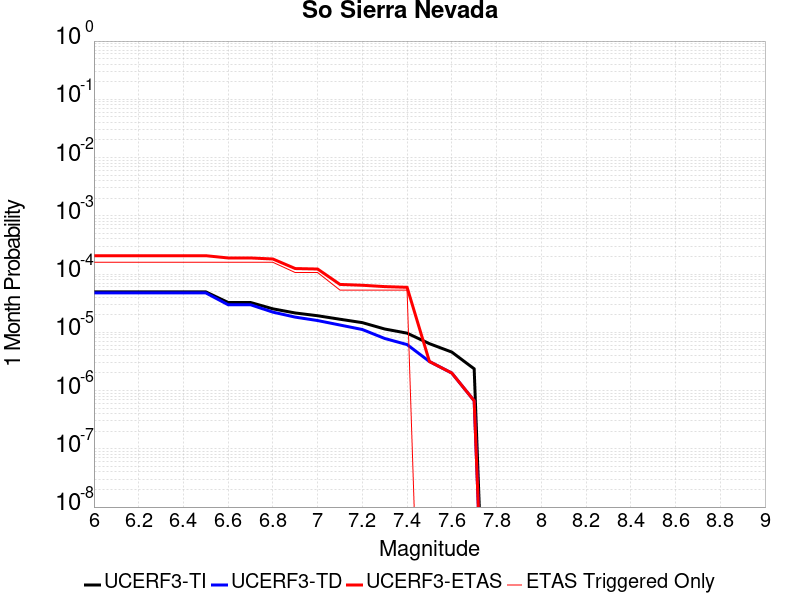 So Sierra Nevada
1 Month Probability
10^0
10^-1
10^-2
10^-3
10^-4
10^-5
10^-6
10^-7
10^-8
6 6.2 6.4 6.6 6.8 7 7.2 7.4 7.6 7.8 8 8.2 8.4 8.6 8.8 9
Magnitude
UCERF3-TI UCERF3-TD UCERF3-ETAS ETAS Triggered Only